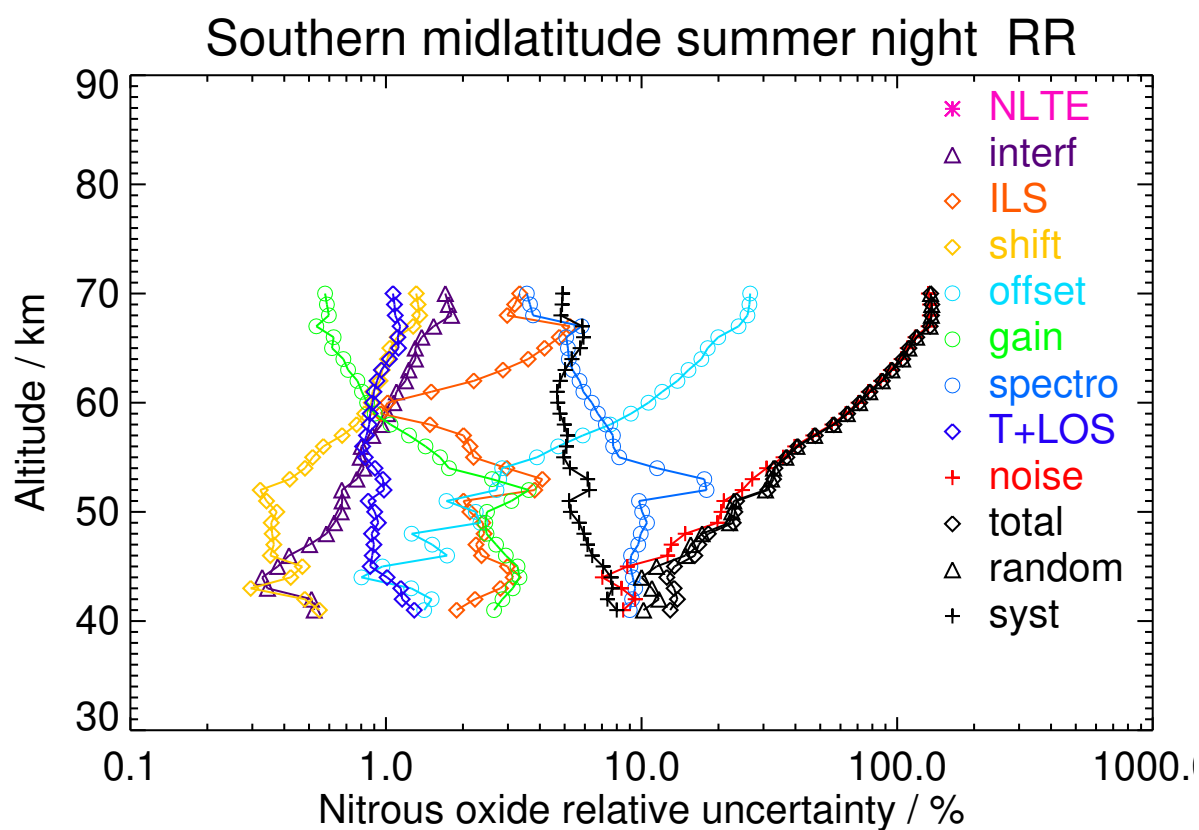 Southern midlatitude summer night RR
90
80
70
60
50
40
30
Altitude / km
NLTE
interf
ILS
shift
offset
gain
spectro
T+LOS
noise
total
random
syst
0.1 1.0 10.0 100.0 1000.0
Nitrous oxide relative uncertainty / %